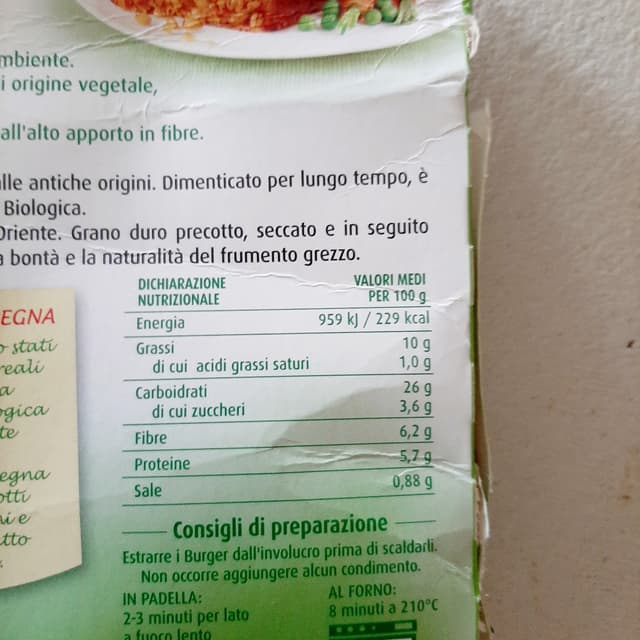 mbiente.
i origine vegetale,
all'alto apporto in fibre.
lle antiche origini. Dimenticato per lungo tempo, è
Biologica.
Oriente. Grano duro precotto, seccato e in seguito
a bontà e la naturalità del frumento grezzo.
DICHIARAZIONE NUTRIZIONALE VALORI MEDI PER 100 g
Energia 959 kJ / 229 kcal
Grassi 10 g
di cui acidi grassi saturi 1,0 g
Carboidrati 26 g
di cui zuccheri 3,6 g
Fibre 6,2 g
Proteine 5,7 g
Sale 0,88 g
EGNA
o stati
reali
a
ogica
te
egna
otti
ni e
tto
Consigli di preparazione
Estrarre i Burger dall'involucro prima di scaldarli.
Non occorre aggiungere alcun condimento.
IN PADELLA:
2-3 minuti per lato
a fuoco lento
AL FORNO:
8 minuti a 210°C